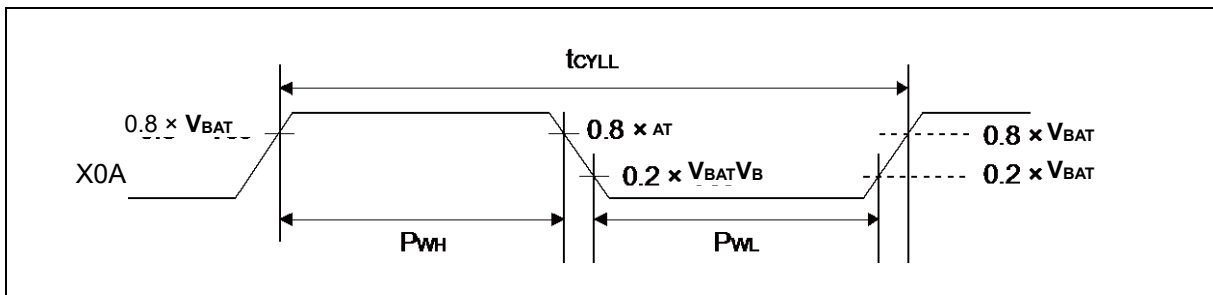 tCYLL
0.8 × VBAT
0.8 × AT
0.8 × VBAT
X0A
0.2 × VBATVB
0.2 × VBAT
PWH
PWL